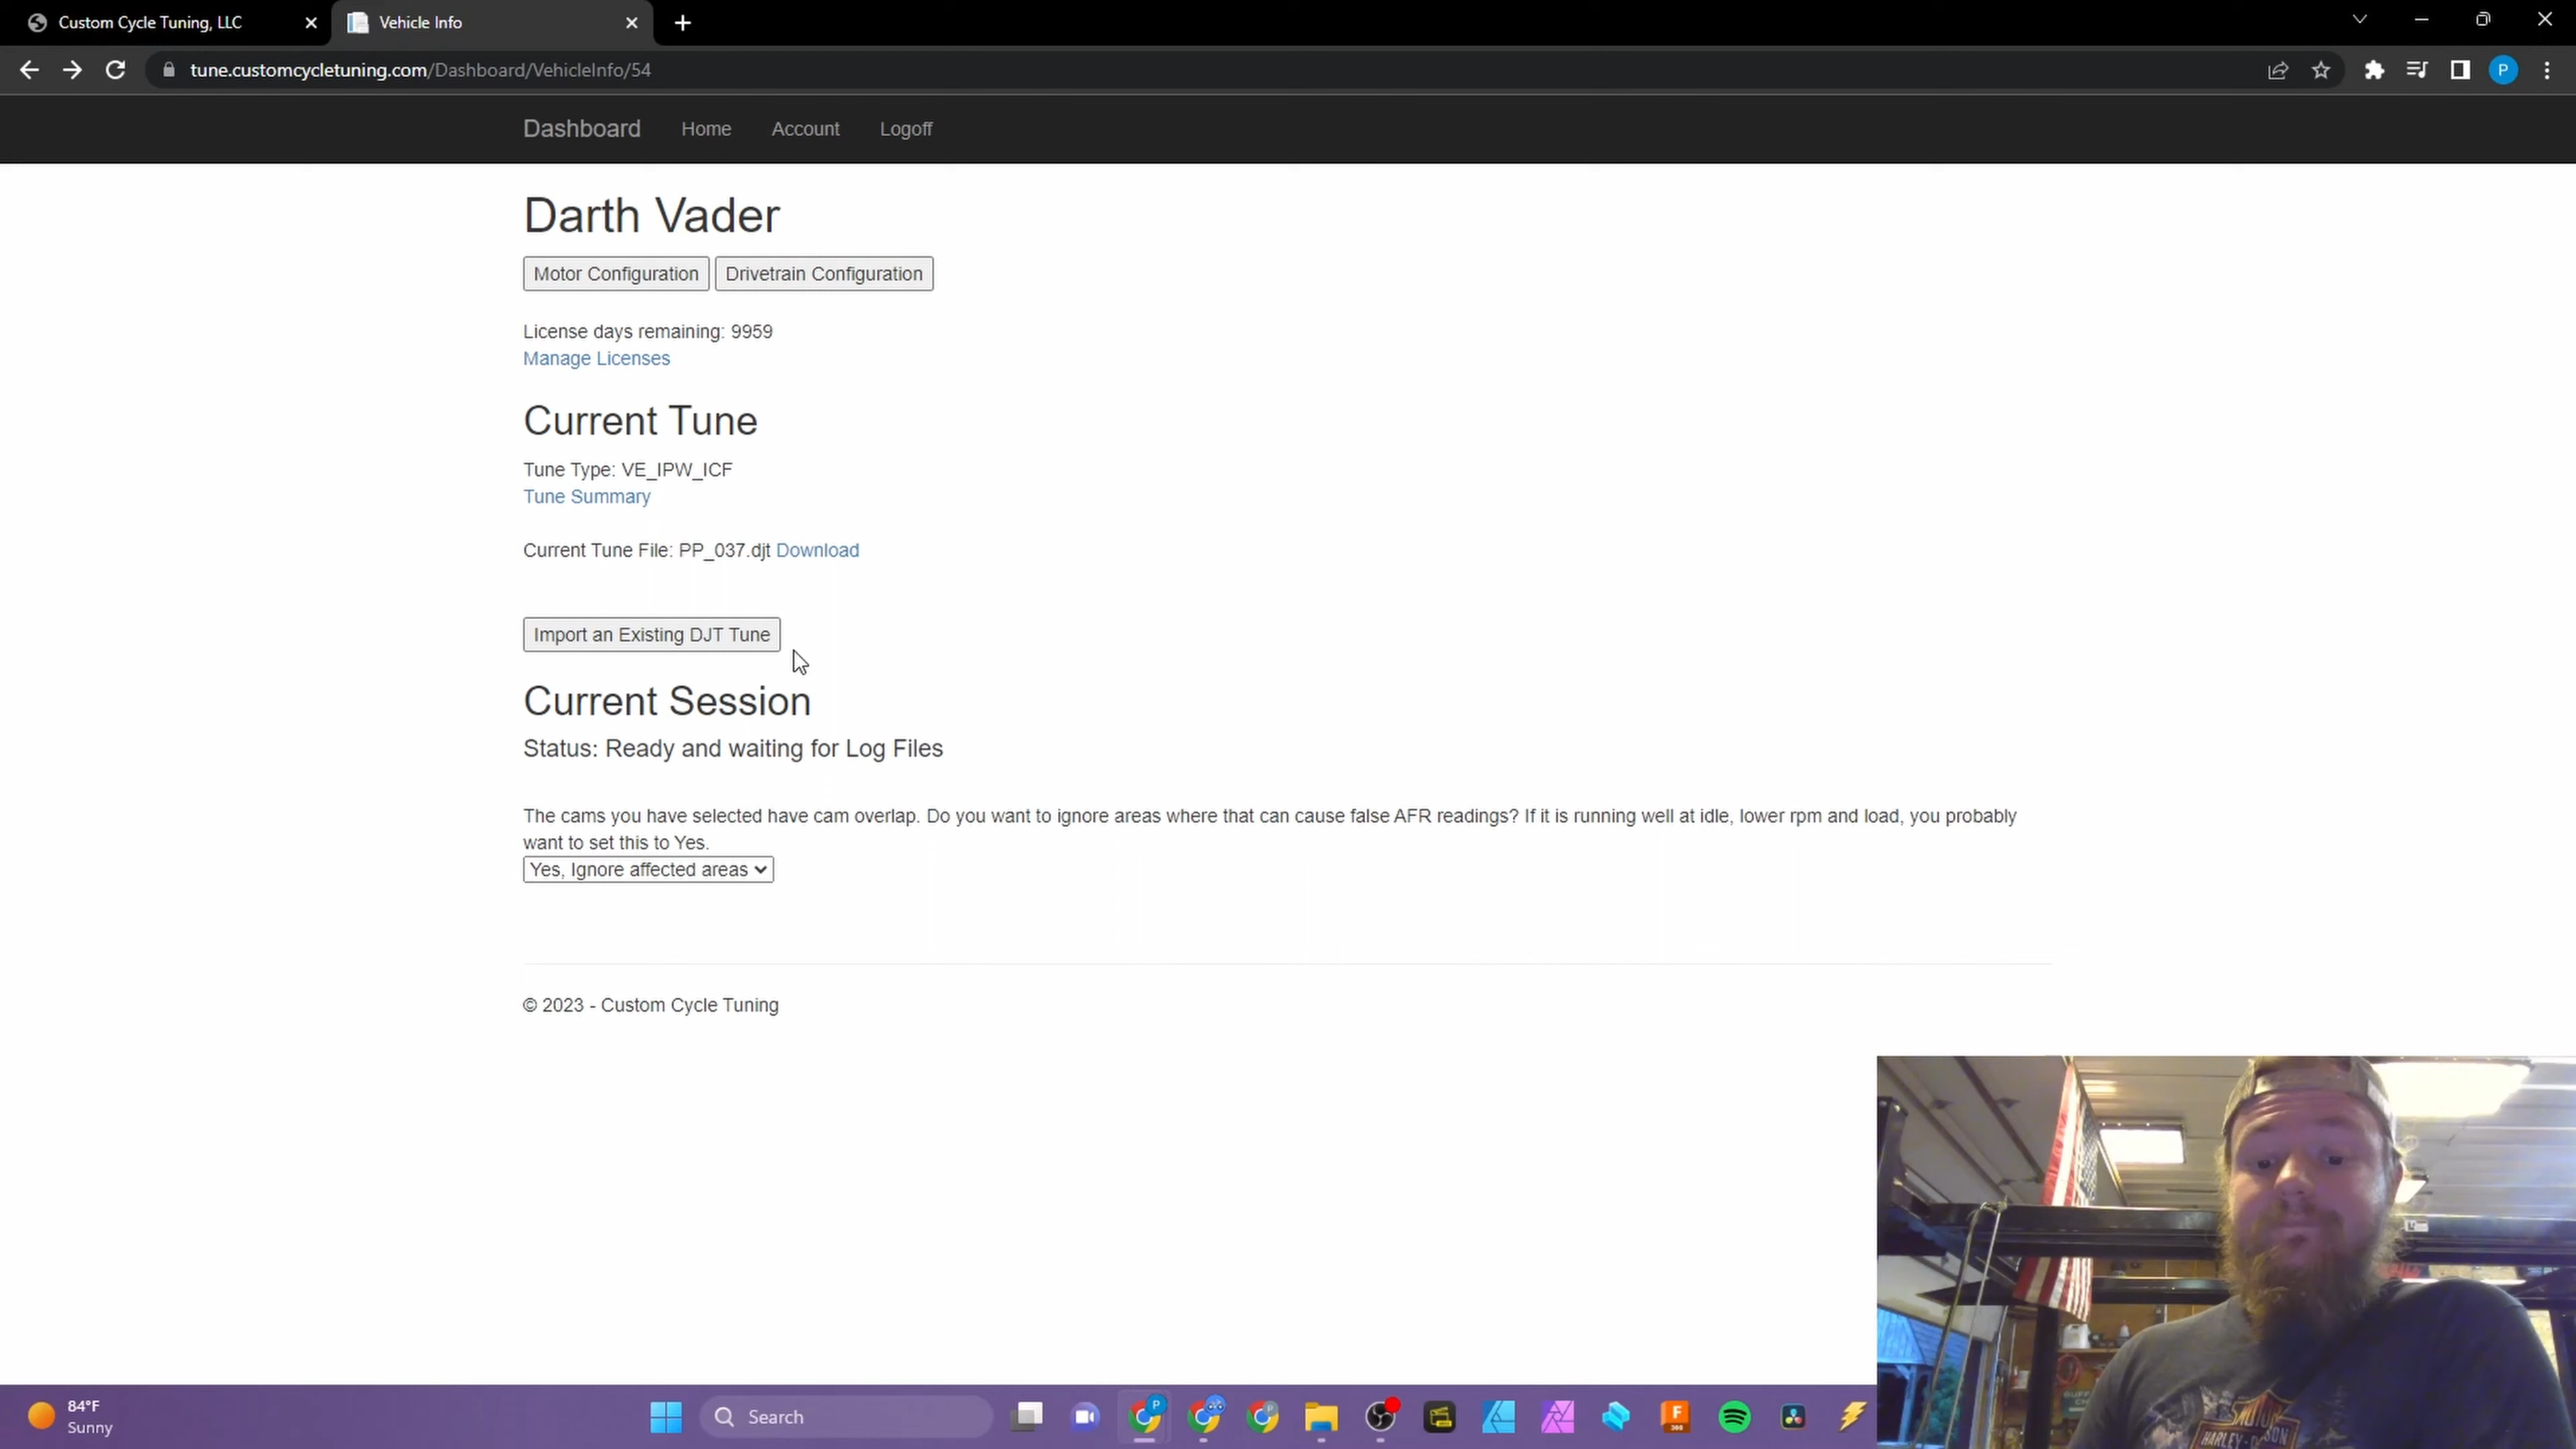 Custom Cycle Tuning, LLC
Vehicle Info
tune.customcycletuning.com/Dashboard/VehicleInfo/54
P
Dashboard Home Account Logoff
Darth Vader
Motor Configuration Drivetrain Configuration
License days remaining: 9959
Manage Licenses
Current Tune
Tune Type: VE_IPW_ICF
Tune Summary
Current Tune File: PP_037.djt Download
Import an Existing DJT Tune
Current Session
Status: Ready and waiting for Log Files
The cams you have selected have cam overlap. Do you want to ignore areas where that can cause false AFR readings? If it is running well at idle, lower rpm and load, you probably
want to set this to Yes.
Yes, Ignore affected areas
© 2023 - Custom Cycle Tuning
84°F
Sunny
Search
P
F
360
MOTOR
HARLEY-DAVIDSON